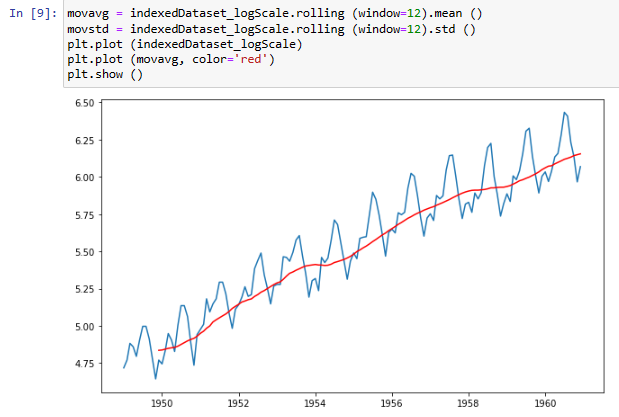 In [9]: movavg = indexedDataset_logScale.rolling (window=12).mean ()
movstd = indexedDataset_logScale.rolling (window=12).std ()
plt.plot (indexedDataset_logScale)
plt.plot (movavg, color='red')
plt.show ()
6.50
6.25
6.00
5.75
5.50
5.25
5.00
4.75
1950 1952 1954 1956 1958 1960